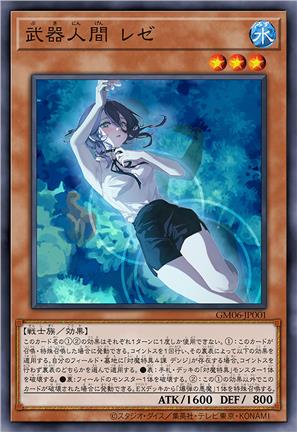 武器人間 レゼ
ぶきにんげん
水
GM06-JP001
【戦士族／効果】
このカード名の①②の効果はそれぞれ1ターンに1度しか使用できない。①：このカードが
召喚・特殊召喚した場合に発動できる。コイントスを1回行い、その裏表によって以下の効果を
適用する。自分のフィールド・墓地に「対魔特異4課 デンジ」が存在する場合、コイントスを
行わず裏表のどちらかを選んで適用する。●表：手札・デッキの「対魔特異」モンスター1体
を破壊する。●裏：フィールドのモンスター1体を破壊する。②：この①の効果以外でこの
カードが破壊された場合に発動できる。EXデッキから「爆弾の悪魔」1体を特殊召喚する。
ATK/1600 DEF/ 800
©スタジオ・ダイス／集英社・テレビ東京・KONAMI